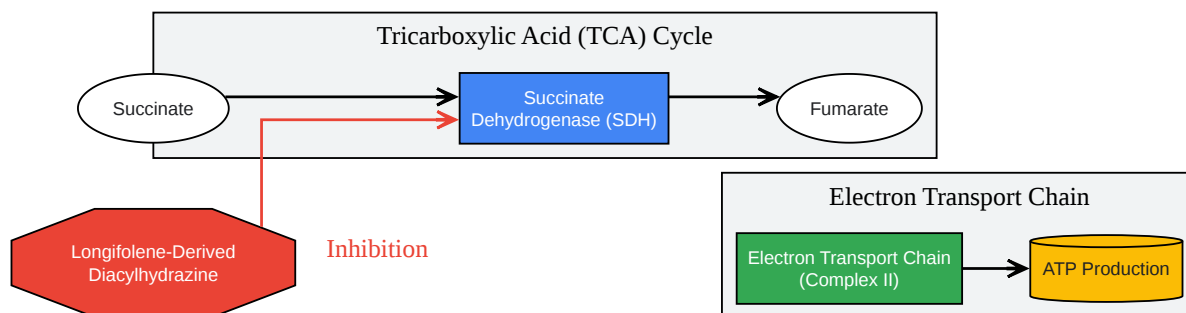 Tricarboxylic Acid (TCA) Cycle
Succinate
Succinate
Dehydrogenase (SDH)
Fumarate
Longifolene-Derived
Diacylhydrazine
Inhibition
Electron Transport Chain
Electron Transport Chain
(Complex II)
ATP Production